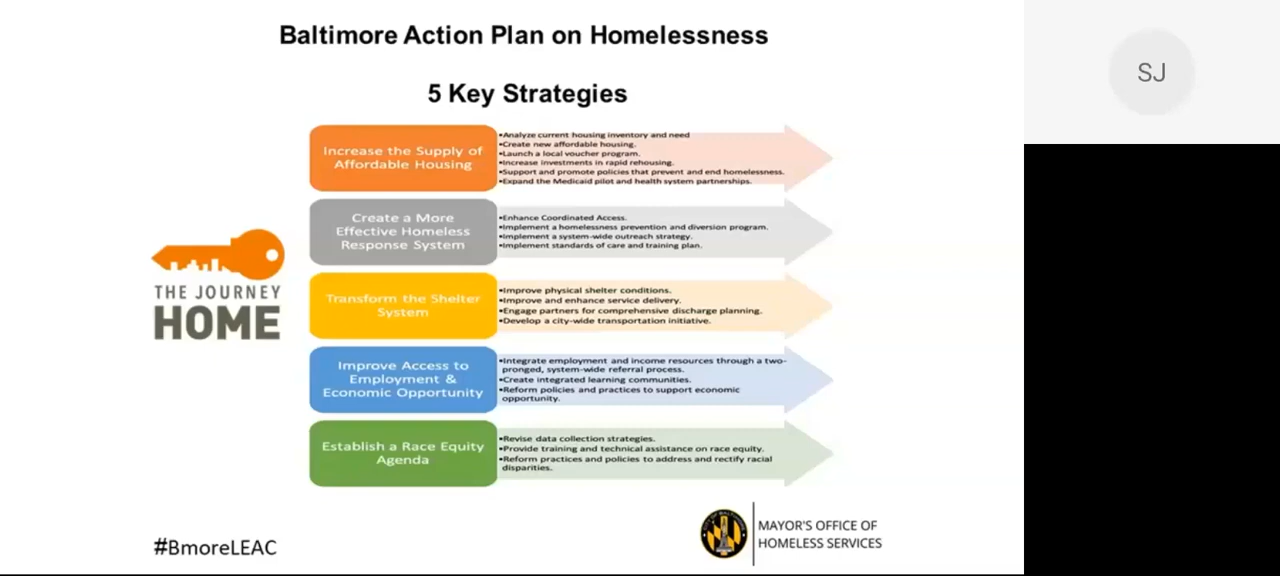 Baltimore Action Plan on Homelessness
5 Key Strategies
SJ
Increase the Supply of
Affordable Housing
•Analyze current housing inventory and need
•Create new affordable housing.
•Launch a local voucher program.
•Increase investments in rapid rehousing.
•Support and promote policies that prevent and end homelessness.
•Expand the Medicaid pilot and health system partnerships.
Create a More
Effective Homeless
Response System
•Enhance Coordinated Access.
•Implement a homelessness prevention and diversion program.
•Implement a system-wide outreach strategy.
•Implement standards of care and training plan.
THE JOURNEY
HOME
Transform the Shelter
System
•Improve physical shelter conditions.
•Improve and enhance service delivery.
•Engage partners for comprehensive discharge planning.
•Develop a city-wide transportation initiative.
Improve Access to
Employment &
Economic Opportunity
•Integrate employment and income resources through a two-
pronged, system-wide referral process.
•Create integrated learning communities.
•Reform policies and practices to support economic
opportunity.
Establish a Race Equity
Agenda
•Revise data collection strategies.
•Provide training and technical assistance on race equity.
•Reform practices and policies to address and rectify racial
disparities.
#BmoreLEAC
MAYOR'S OFFICE OF
HOMELESS SERVICES